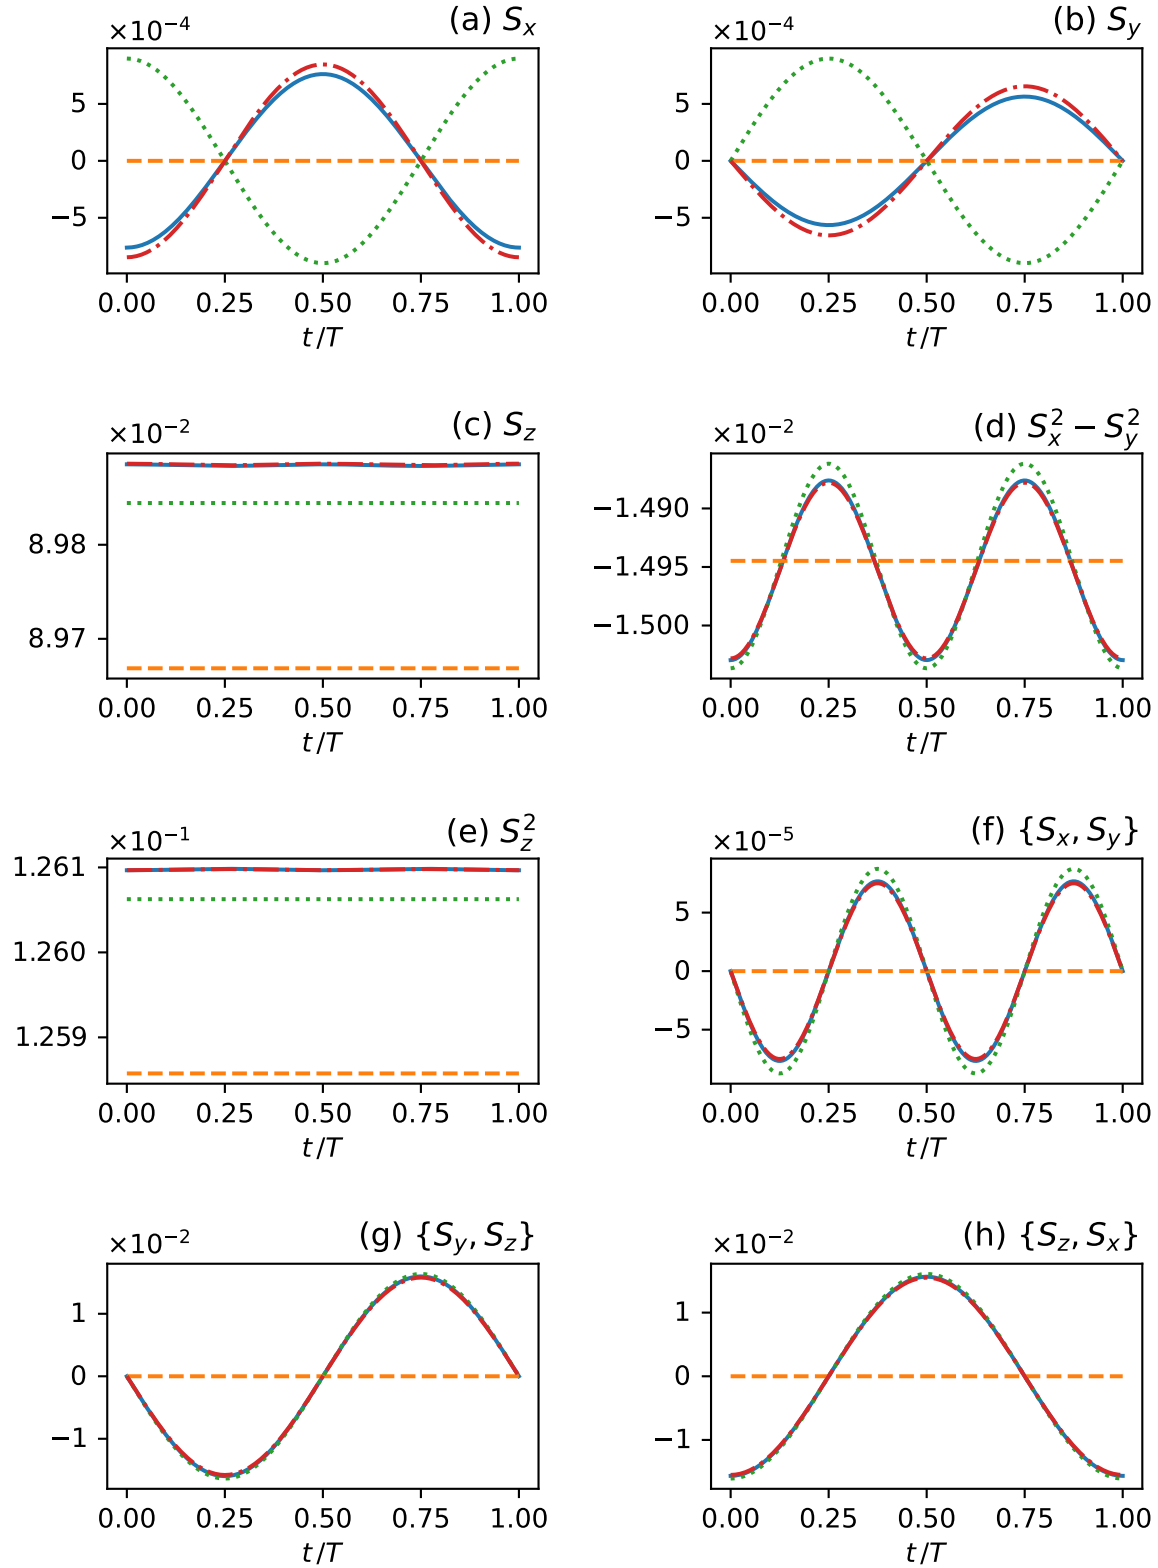 ×10⁻⁴ (a) Sₓ
5
0
−5
0.00 0.25 0.50 0.75 1.00
t/T
×10⁻⁴ (b) S_y
5
0
−5
0.00 0.25 0.50 0.75 1.00
t/T
×10⁻² (c) S_z
8.98
8.97
0.00 0.25 0.50 0.75 1.00
t/T
×10⁻² (d) S_x² − S_y²
−1.490
−1.495
−1.500
0.00 0.25 0.50 0.75 1.00
t/T
×10⁻¹ (e) S_z²
1.261
1.260
1.259
0.00 0.25 0.50 0.75 1.00
t/T
×10⁻⁵ (f) {S_x, S_y}
5
0
−5
0.00 0.25 0.50 0.75 1.00
t/T
×10⁻² (g) {S_y, S_z}
1
0
−1
0.00 0.25 0.50 0.75 1.00
t/T
×10⁻² (h) {S_z, S_x}
1
0
−1
0.00 0.25 0.50 0.75 1.00
t/T